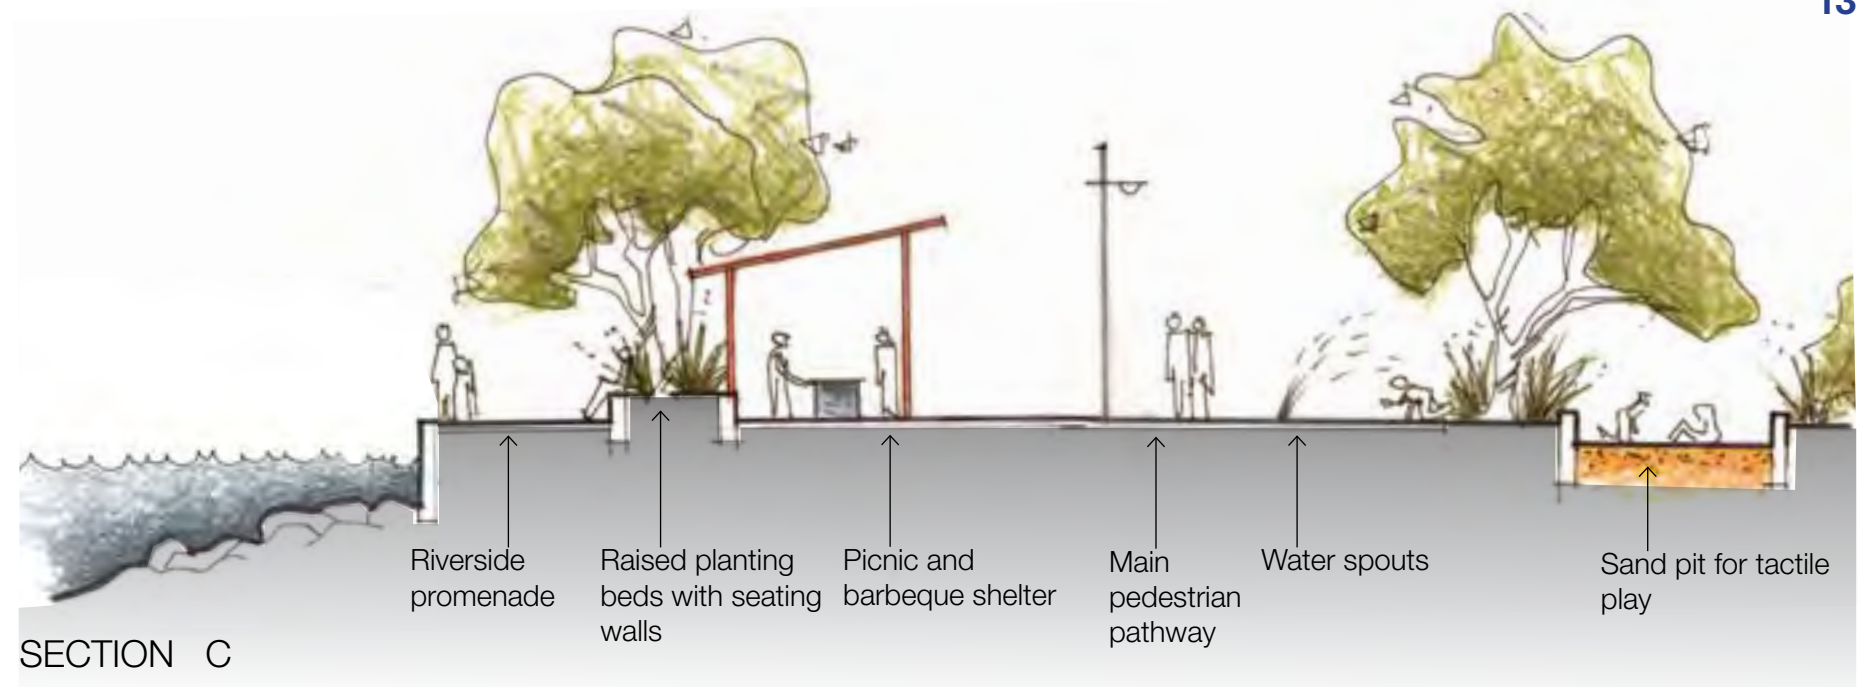 13
Riverside
promenade
Raised planting
beds with seating
walls
Picnic and
barbeque shelter
Main
pedestrian
pathway
Water spouts
Sand pit for tactile
play
SECTION C